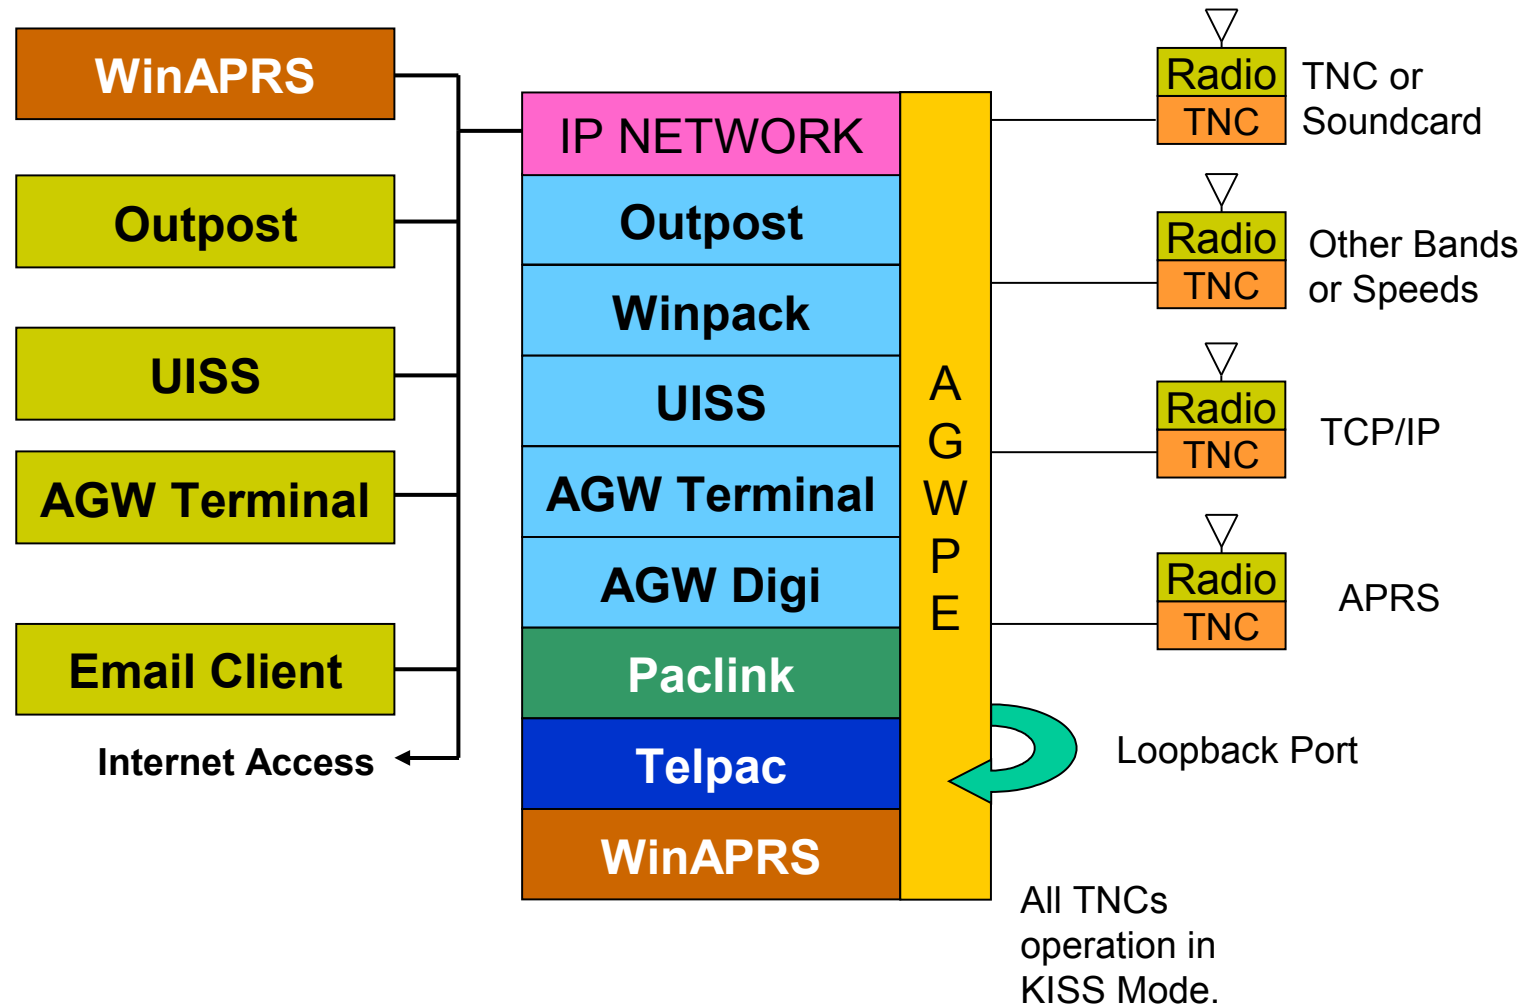 WinAPRS
Outpost
UISS
AGW Terminal
Email Client
Internet Access
IP NETWORK
Outpost
Winpack
UISS
AGW Terminal
AGW Digi
Paclink
Telpac
WinAPRS
A
G
W
P
E
Radio
TNC
TNC or
Soundcard
Radio
TNC
Other Bands
or Speeds
Radio
TNC
TCP/IP
Radio
TNC
APRS
Loopback Port
All TNCs
operation in
KISS Mode.